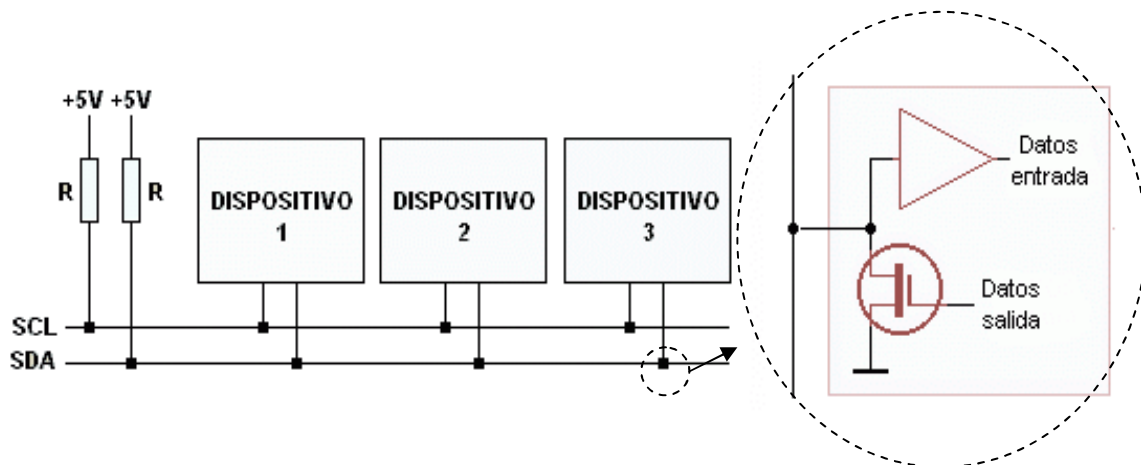 +5V +5V
R
R
DISPOSITIVO
1
DISPOSITIVO
2
DISPOSITIVO
3
SCL
SDA
Datos
entrada
Datos
salida